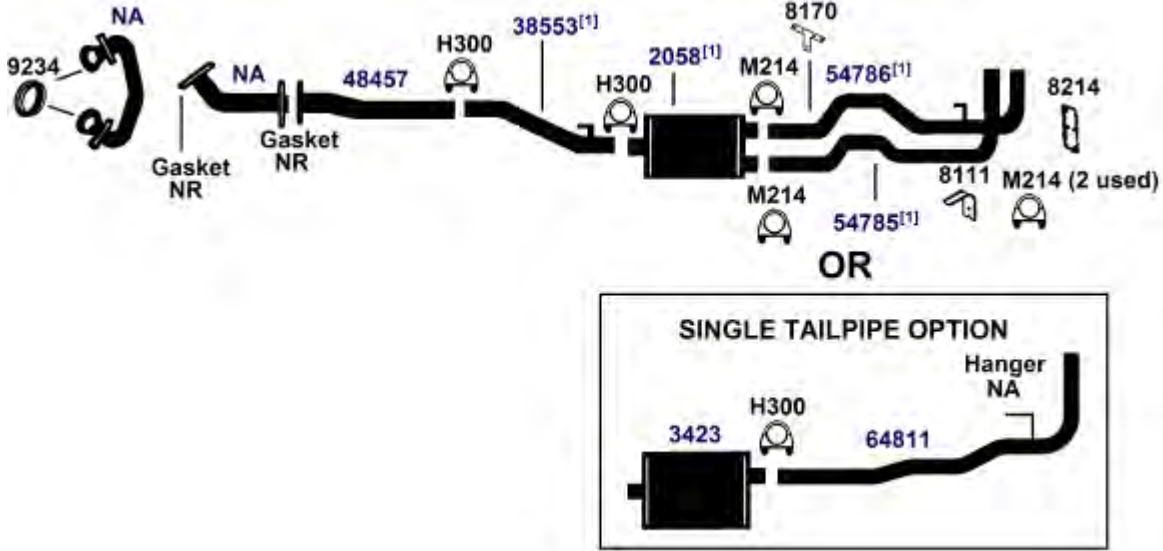 NA
9234
Gasket
NR
NA
Gasket
NR
48457
H300
38553[1]
H300
2058[1]
M214
8170
54786[1]
M214
54785[1]
8111
M214 (2 used)
8214
OR
SINGLE TAILPIPE OPTION
3423
H300
64811
Hanger
NA